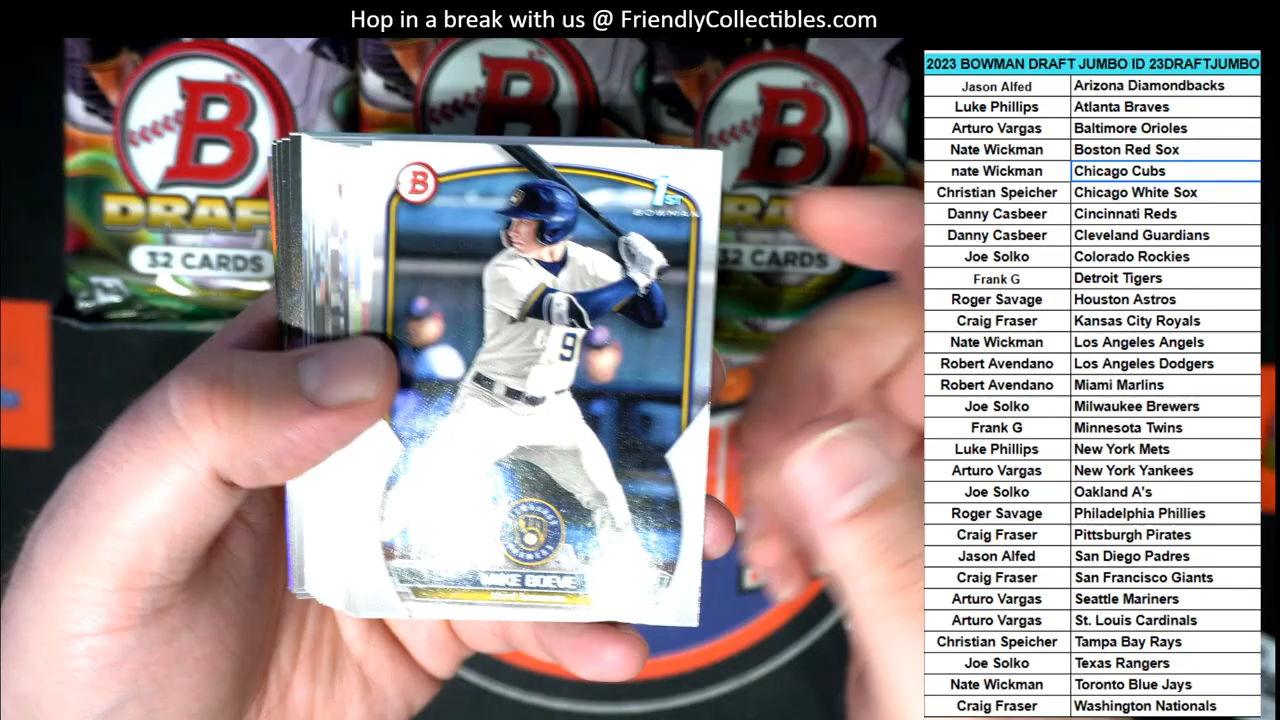 Hop in a break with us @ FriendlyCollectibles.com
B
DRAFT
32 CARDS
B
B
DRAFT
32 CARDS
B
1ST
BOWMAN
9
MIKE BOEVE
2023 BOWMAN DRAFT JUMBO ID 23DRAFTJUMBO
Jason Alfed Arizona Diamondbacks
Luke Phillips Atlanta Braves
Arturo Vargas Baltimore Orioles
Nate Wickman Boston Red Sox
nate Wickman Chicago Cubs
Christian Speicher Chicago White Sox
Danny Casbeer Cincinnati Reds
Danny Casbeer Cleveland Guardians
Joe Solko Colorado Rockies
Frank G Detroit Tigers
Roger Savage Houston Astros
Craig Fraser Kansas City Royals
Nate Wickman Los Angeles Angels
Robert Avendano Los Angeles Dodgers
Robert Avendano Miami Marlins
Joe Solko Milwaukee Brewers
Frank G Minnesota Twins
Luke Phillips New York Mets
Arturo Vargas New York Yankees
Joe Solko Oakland A's
Roger Savage Philadelphia Phillies
Craig Fraser Pittsburgh Pirates
Jason Alfed San Diego Padres
Craig Fraser San Francisco Giants
Arturo Vargas Seattle Mariners
Arturo Vargas St. Louis Cardinals
Christian Speicher Tampa Bay Rays
Joe Solko Texas Rangers
Nate Wickman Toronto Blue Jays
Craig Fraser Washington Nationals